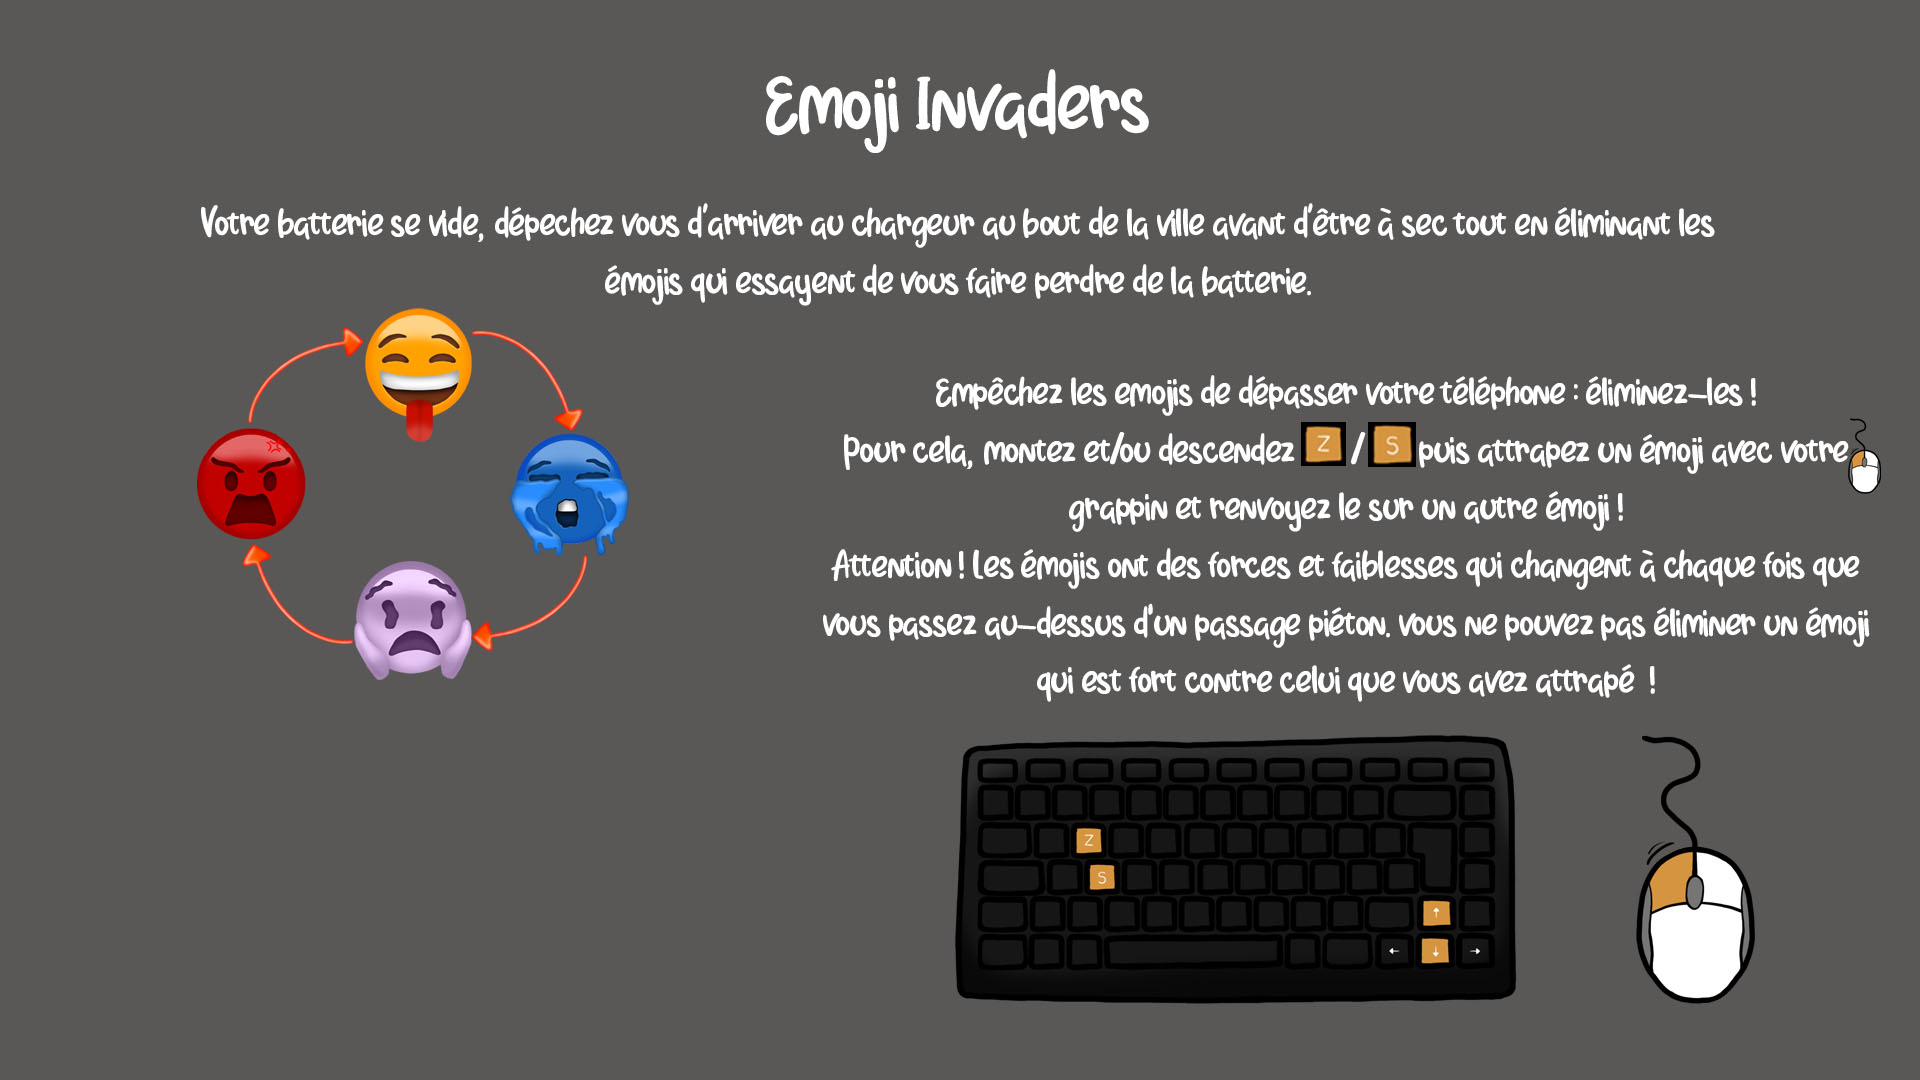 Emoji Invaders
Votre batterie se vide, dépechez vous d'arriver au chargeur au bout de la ville avant d'être à sec tout en éliminant les
émojis qui essayent de vous faire perdre de la batterie.
Empêchez les emojis de dépasser votre téléphone : éliminez-les !
Pour cela, montez et/ou descendez Z / S puis attrapez un émoji avec votre
grappin et renvoyez le sur un autre émoji !
Attention ! Les émojis ont des forces et faiblesses qui changent à chaque fois que
vous passez au-dessus d'un passage piéton. Vous ne pouvez pas éliminer un émoji
qui est fort contre celui que vous avez attrapé !
Z
S
↑
← ↓ →